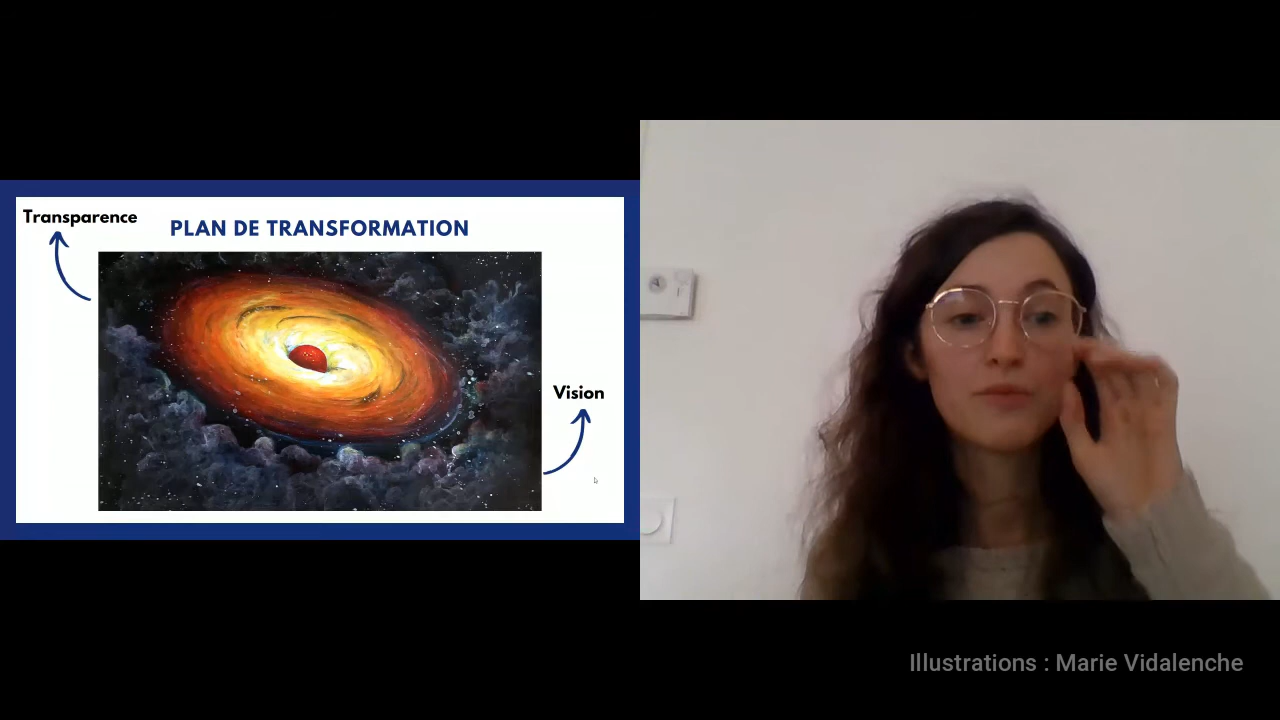 Transparence
PLAN DE TRANSFORMATION
Vision
Illustrations : Marie Vidalenche